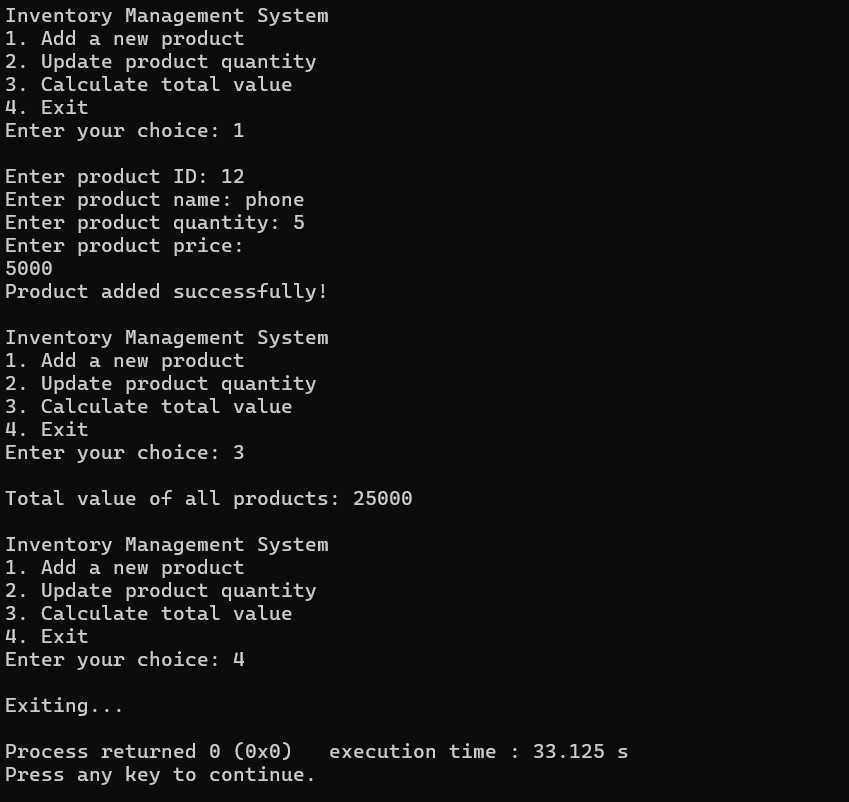 Inventory Management System
1. Add a new product
2. Update product quantity
3. Calculate total value
4. Exit
Enter your choice: 1
Enter product ID: 12
Enter product name: phone
Enter product quantity: 5
Enter product price:
5000
Product added successfully!
Inventory Management System
1. Add a new product
2. Update product quantity
3. Calculate total value
4. Exit
Enter your choice: 3
Total value of all products: 25000
Inventory Management System
1. Add a new product
2. Update product quantity
3. Calculate total value
4. Exit
Enter your choice: 4
Exiting...
Process returned 0 (0x0)   execution time : 33.125 s
Press any key to continue.